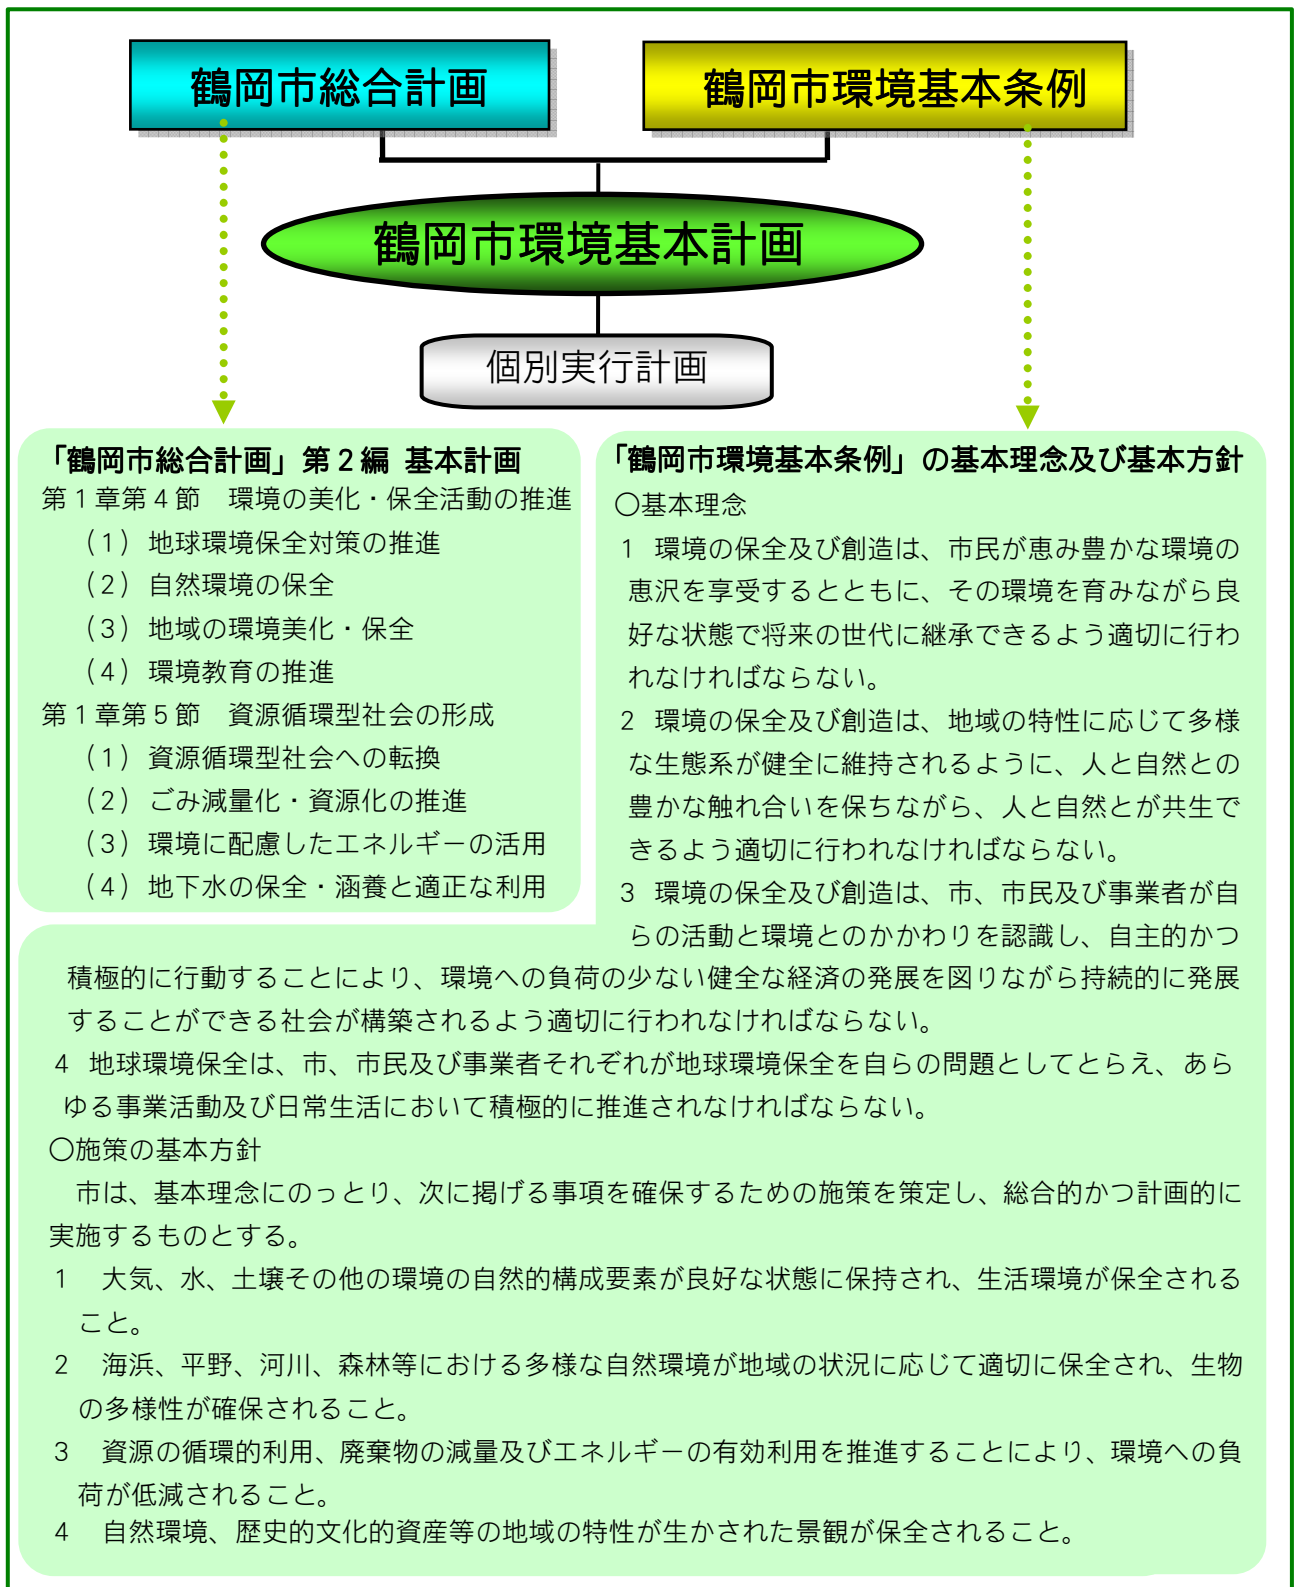 鶴岡市総合計画
鶴岡市環境基本条例
鶴岡市環境基本計画
個別実行計画
「鶴岡市総合計画」第2編 基本計画
第1章第4節　環境の美化・保全活動の推進
（1）地球環境保全対策の推進
（2）自然環境の保全
（3）地域の環境美化・保全
（4）環境教育の推進
第1章第5節　資源循環型社会の形成
（1）資源循環型社会への転換
（2）ごみ減量化・資源化の推進
（3）環境に配慮したエネルギーの活用
（4）地下水の保全・涵養と適正な利用
「鶴岡市環境基本条例」の基本理念及び基本方針
〇基本理念
1 環境の保全及び創造は、市民が恵み豊かな環境の
恵沢を享受するとともに、その環境を育みながら良
好な状態で将来の世代に継承できるよう適切に行わ
れなければならない。
2 環境の保全及び創造は、地域の特性に応じて多様
な生態系が健全に維持されるように、人と自然との
豊かな触れ合いを保ちながら、人と自然とが共生で
きるよう適切に行われなければならない。
3 環境の保全及び創造は、市、市民及び事業者が自
らの活動と環境とのかかわりを認識し、自主的かつ
積極的に行動することにより、環境への負荷の少ない健全な経済の発展を図りながら持続的に発展
することができる社会が構築されるよう適切に行われなければならない。
4 地球環境保全は、市、市民及び事業者それぞれが地球環境保全を自らの問題としてとらえ、あら
ゆる事業活動及び日常生活において積極的に推進されなければならない。
〇施策の基本方針
市は、基本理念にのっとり、次に掲げる事項を確保するための施策を策定し、総合的かつ計画的に
実施するものとする。
1　大気、水、土壌その他の環境の自然的構成要素が良好な状態に保持され、生活環境が保全される
こと。
2　海浜、平野、河川、森林等における多様な自然環境が地域の状況に応じて適切に保全され、生物
の多様性が確保されること。
3　資源の循環的利用、廃棄物の減量及びエネルギーの有効利用を推進することにより、環境への負
荷が低減されること。
4　自然環境、歴史的文化的資産等の地域の特性が生かされた景観が保全されること。